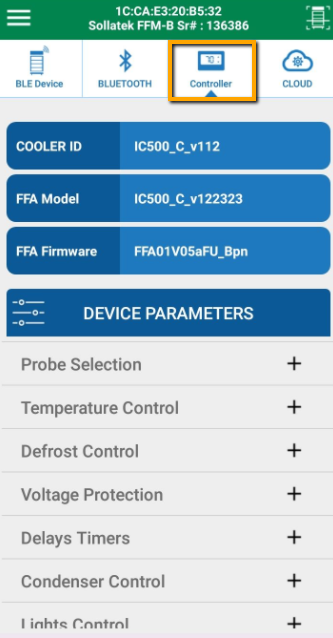 1C:CA:E3:20:B5:32
Sollatek FFM-B Sr# : 136386
BLE Device
BLUETOOTH
Controller
CLOUD
COOLER ID IC500_C_v112
FFA Model IC500_C_v122323
FFA Firmware FFA01V05aFU_Bpn
DEVICE PARAMETERS
Probe Selection +
Temperature Control +
Defrost Control +
Voltage Protection +
Delays Timers +
Condenser Control +
Lights Control